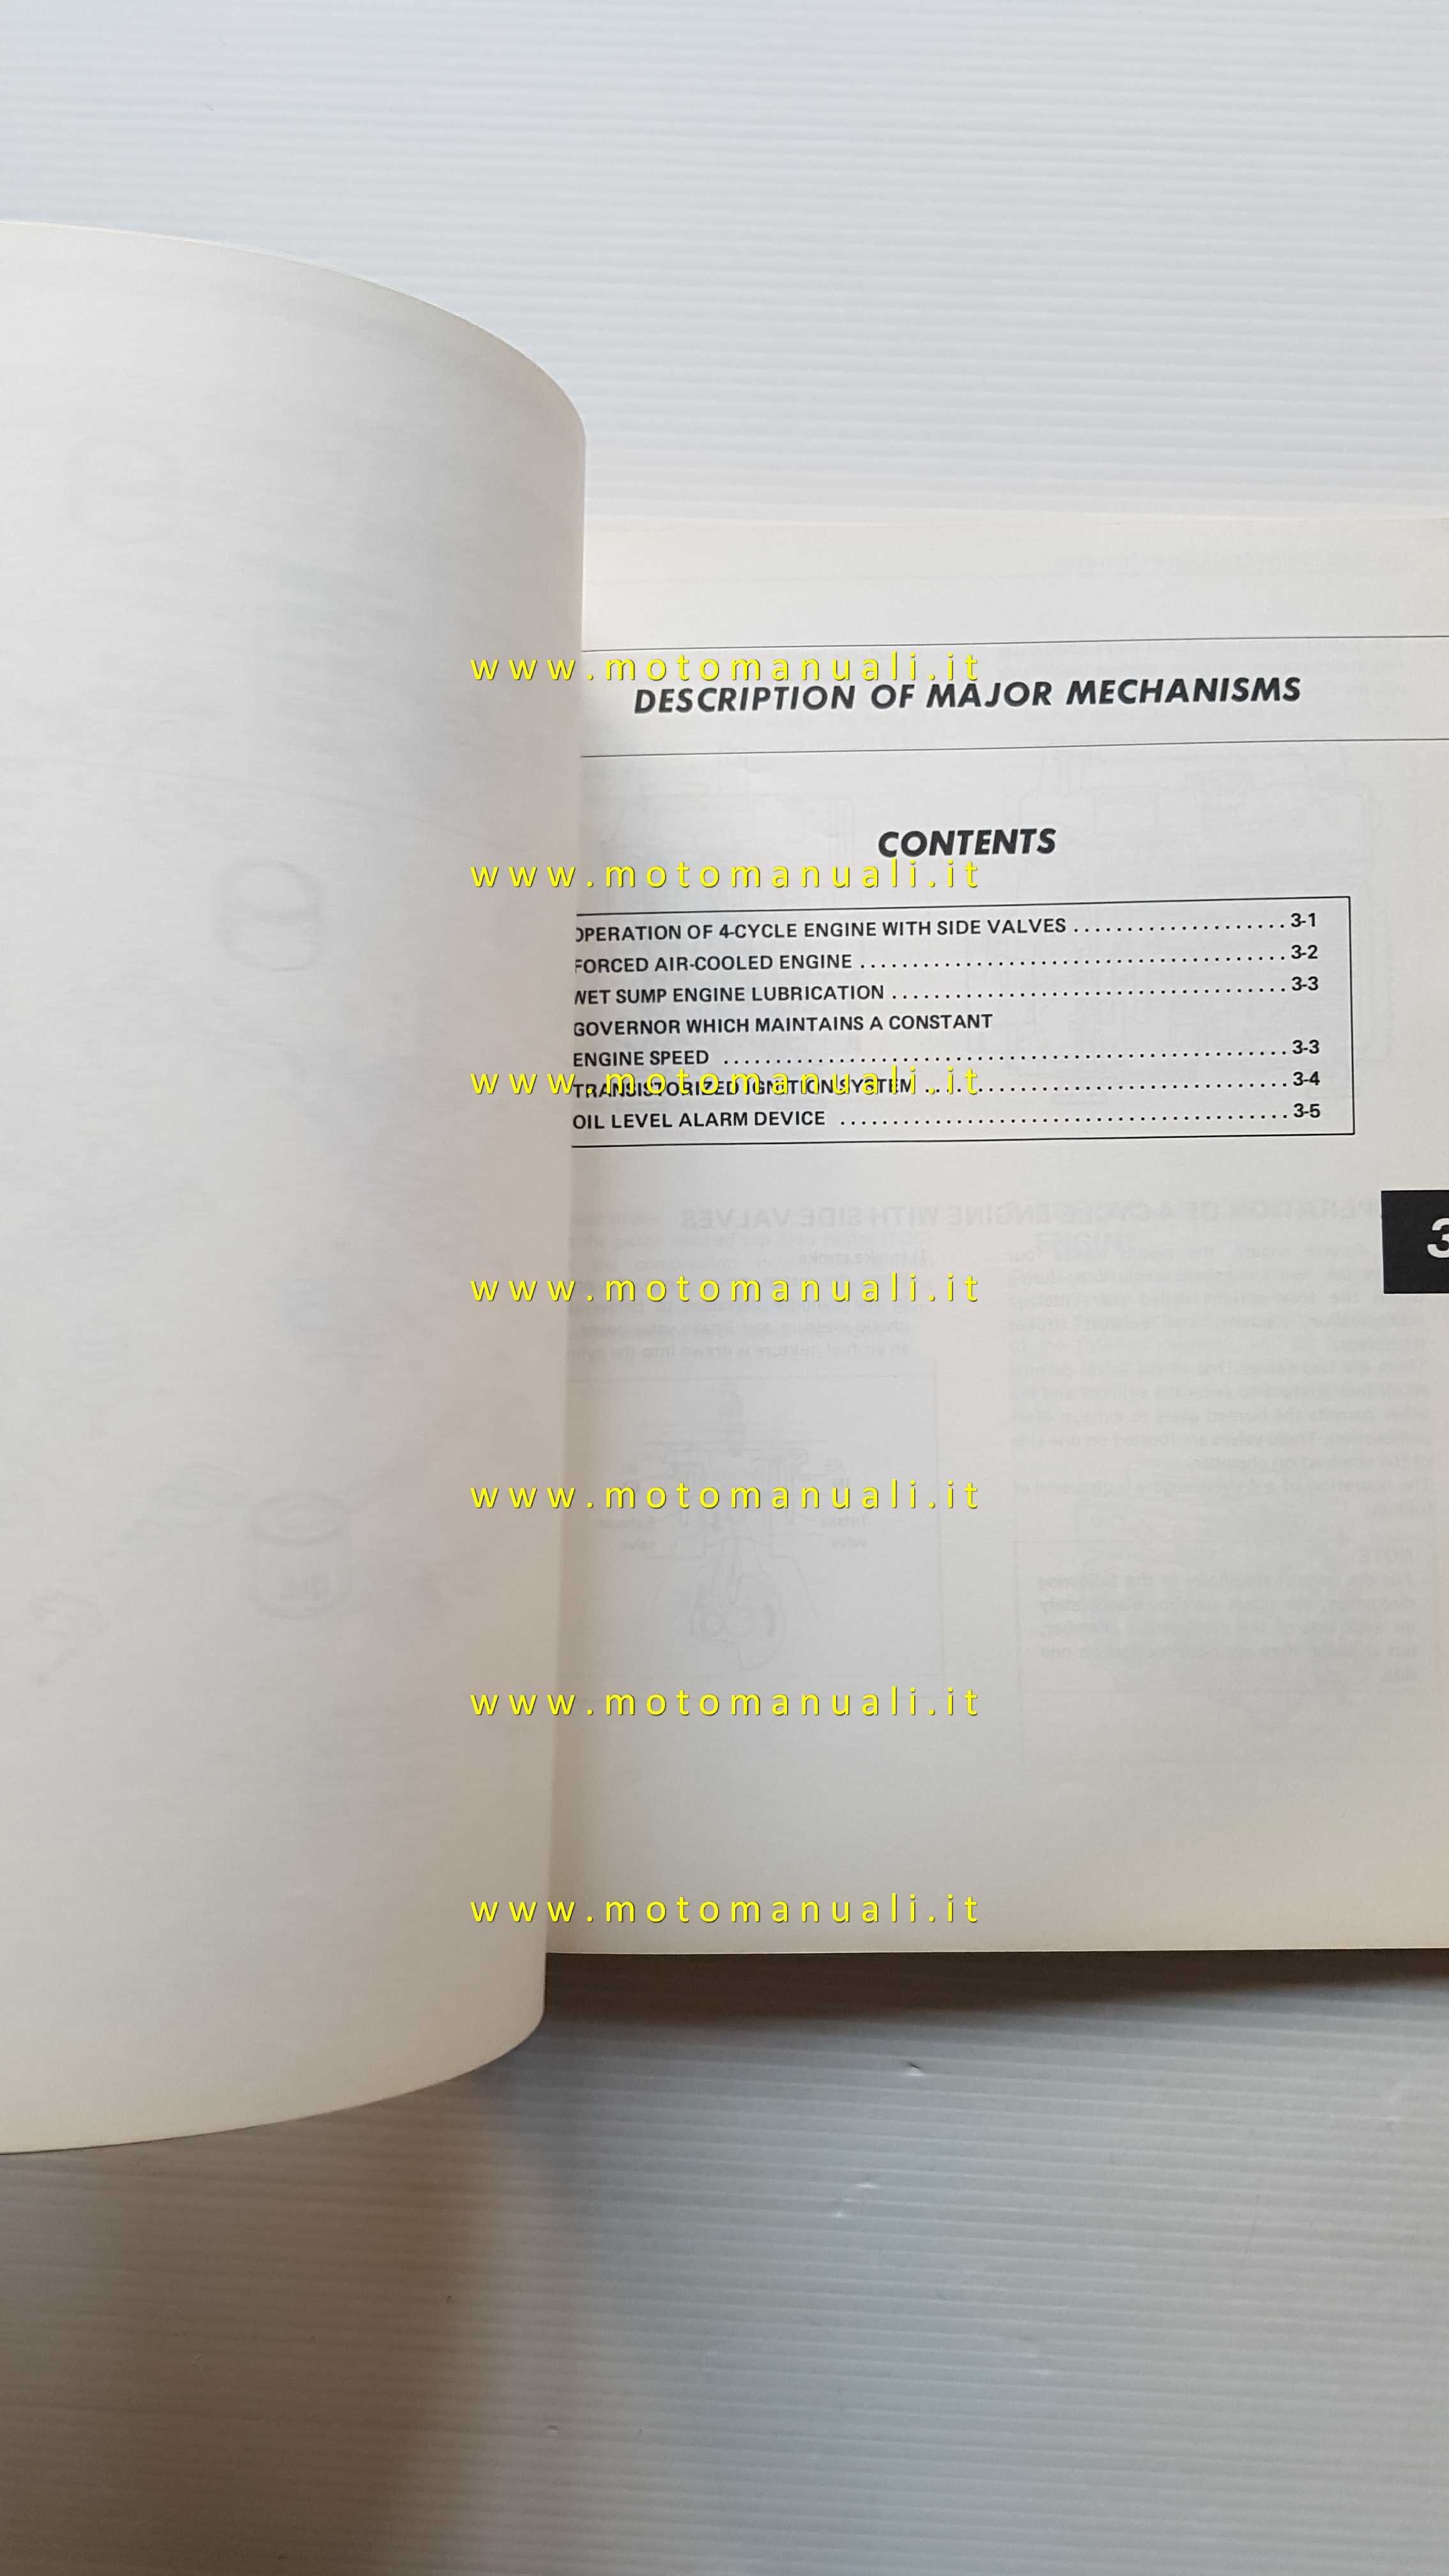 www.motomanuali.it
DESCRIPTION OF MAJOR MECHANISMS
CONTENTS
www.motomanuali.it
OPERATION OF 4-CYCLE ENGINE WITH SIDE VALVES ..................... 3-1
FORCED AIR-COOLED ENGINE ..................................... 3-2
WET SUMP ENGINE LUBRICATION .................................. 3-3
GOVERNOR WHICH MAINTAINS A CONSTANT
ENGINE SPEED ................................................. 3-3
TRANSISTORIZED IGNITION SYSTEM ............................... 3-4
www.motomanuali.it
OIL LEVEL ALARM DEVICE ....................................... 3-5
3
www.motomanuali.it
www.motomanuali.it
www.motomanuali.it
www.motomanuali.it